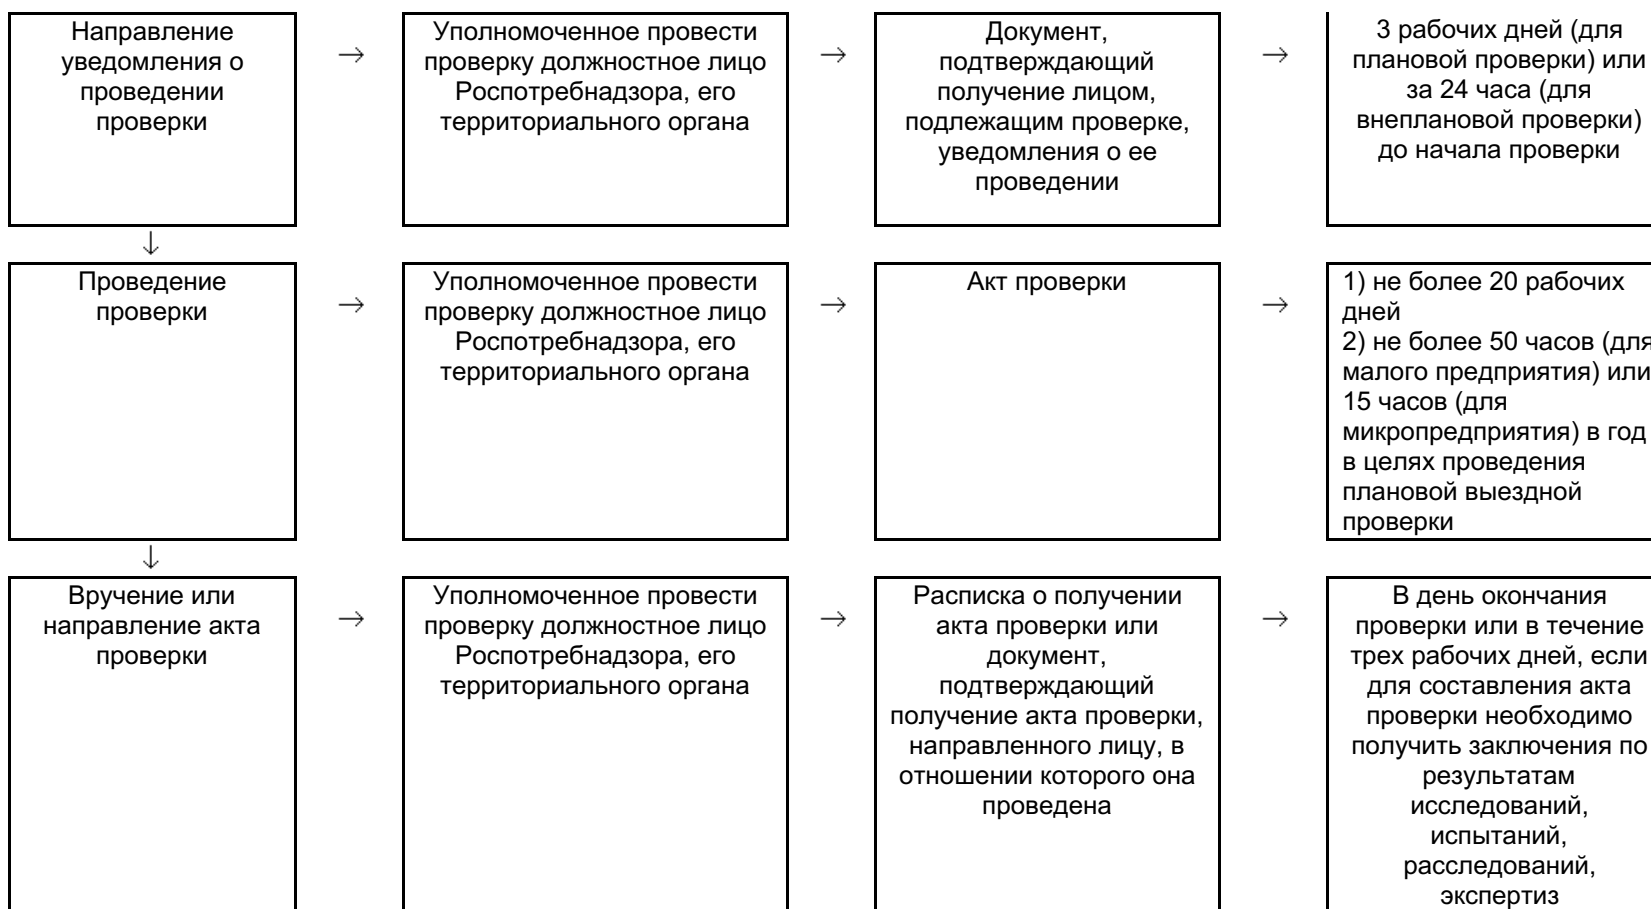 Направление
уведомления о
проведении
проверки
→
Уполномоченное провести
проверку должностное лицо
Роспотребнадзора, его
территориального органа
→
Документ,
подтверждающий
получение лицом,
подлежащим проверке,
уведомления о ее
проведении
→
3 рабочих дней (для
плановой проверки) или
за 24 часа (для
внеплановой проверки)
до начала проверки
↓
Проведение
проверки
→
Уполномоченное провести
проверку должностное лицо
Роспотребнадзора, его
территориального органа
→
Акт проверки
→
1) не более 20 рабочих
дней
2) не более 50 часов (для
малого предприятия) или
15 часов (для
микропредприятия) в год
в целях проведения
плановой выездной
проверки
↓
Вручение или
направление акта
проверки
→
Уполномоченное провести
проверку должностное лицо
Роспотребнадзора, его
территориального органа
→
Расписка о получении
акта проверки или
документ,
подтверждающий
получение акта проверки,
направленного лицу, в
отношении которого она
проведена
→
В день окончания
проверки или в течение
трех рабочих дней, если
для составления акта
проверки необходимо
получить заключения по
результатам
исследований,
испытаний,
расследований,
экспертиз